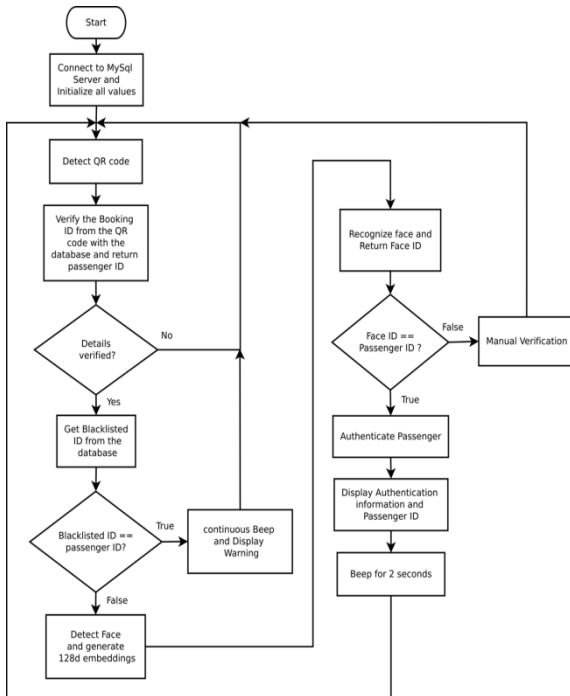 Start
Connect to MySql
Server and
Initialize all values
Detect QR code
Verify the Booking
ID from the QR
code with the
database and return
passenger ID
Details
verified?
No
Yes
Get Blacklisted
ID from the
database
Blacklisted ID ==
passenger ID?
True
continuous Beep
and Display
Warning
False
Detect Face
and generate
128d embeddings
Recognize face and
Return Face ID
Face ID ==
Passenger ID ?
False
Manual Verification
True
Authenticate Passenger
Display Authentication
information and
Passenger ID
Beep for 2 seconds